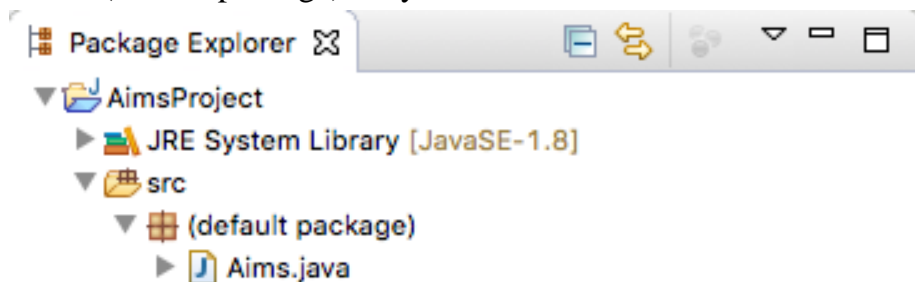 Package Explorer
AimsProject
JRE System Library [JavaSE-1.8]
src
(default package)
J Aims.java